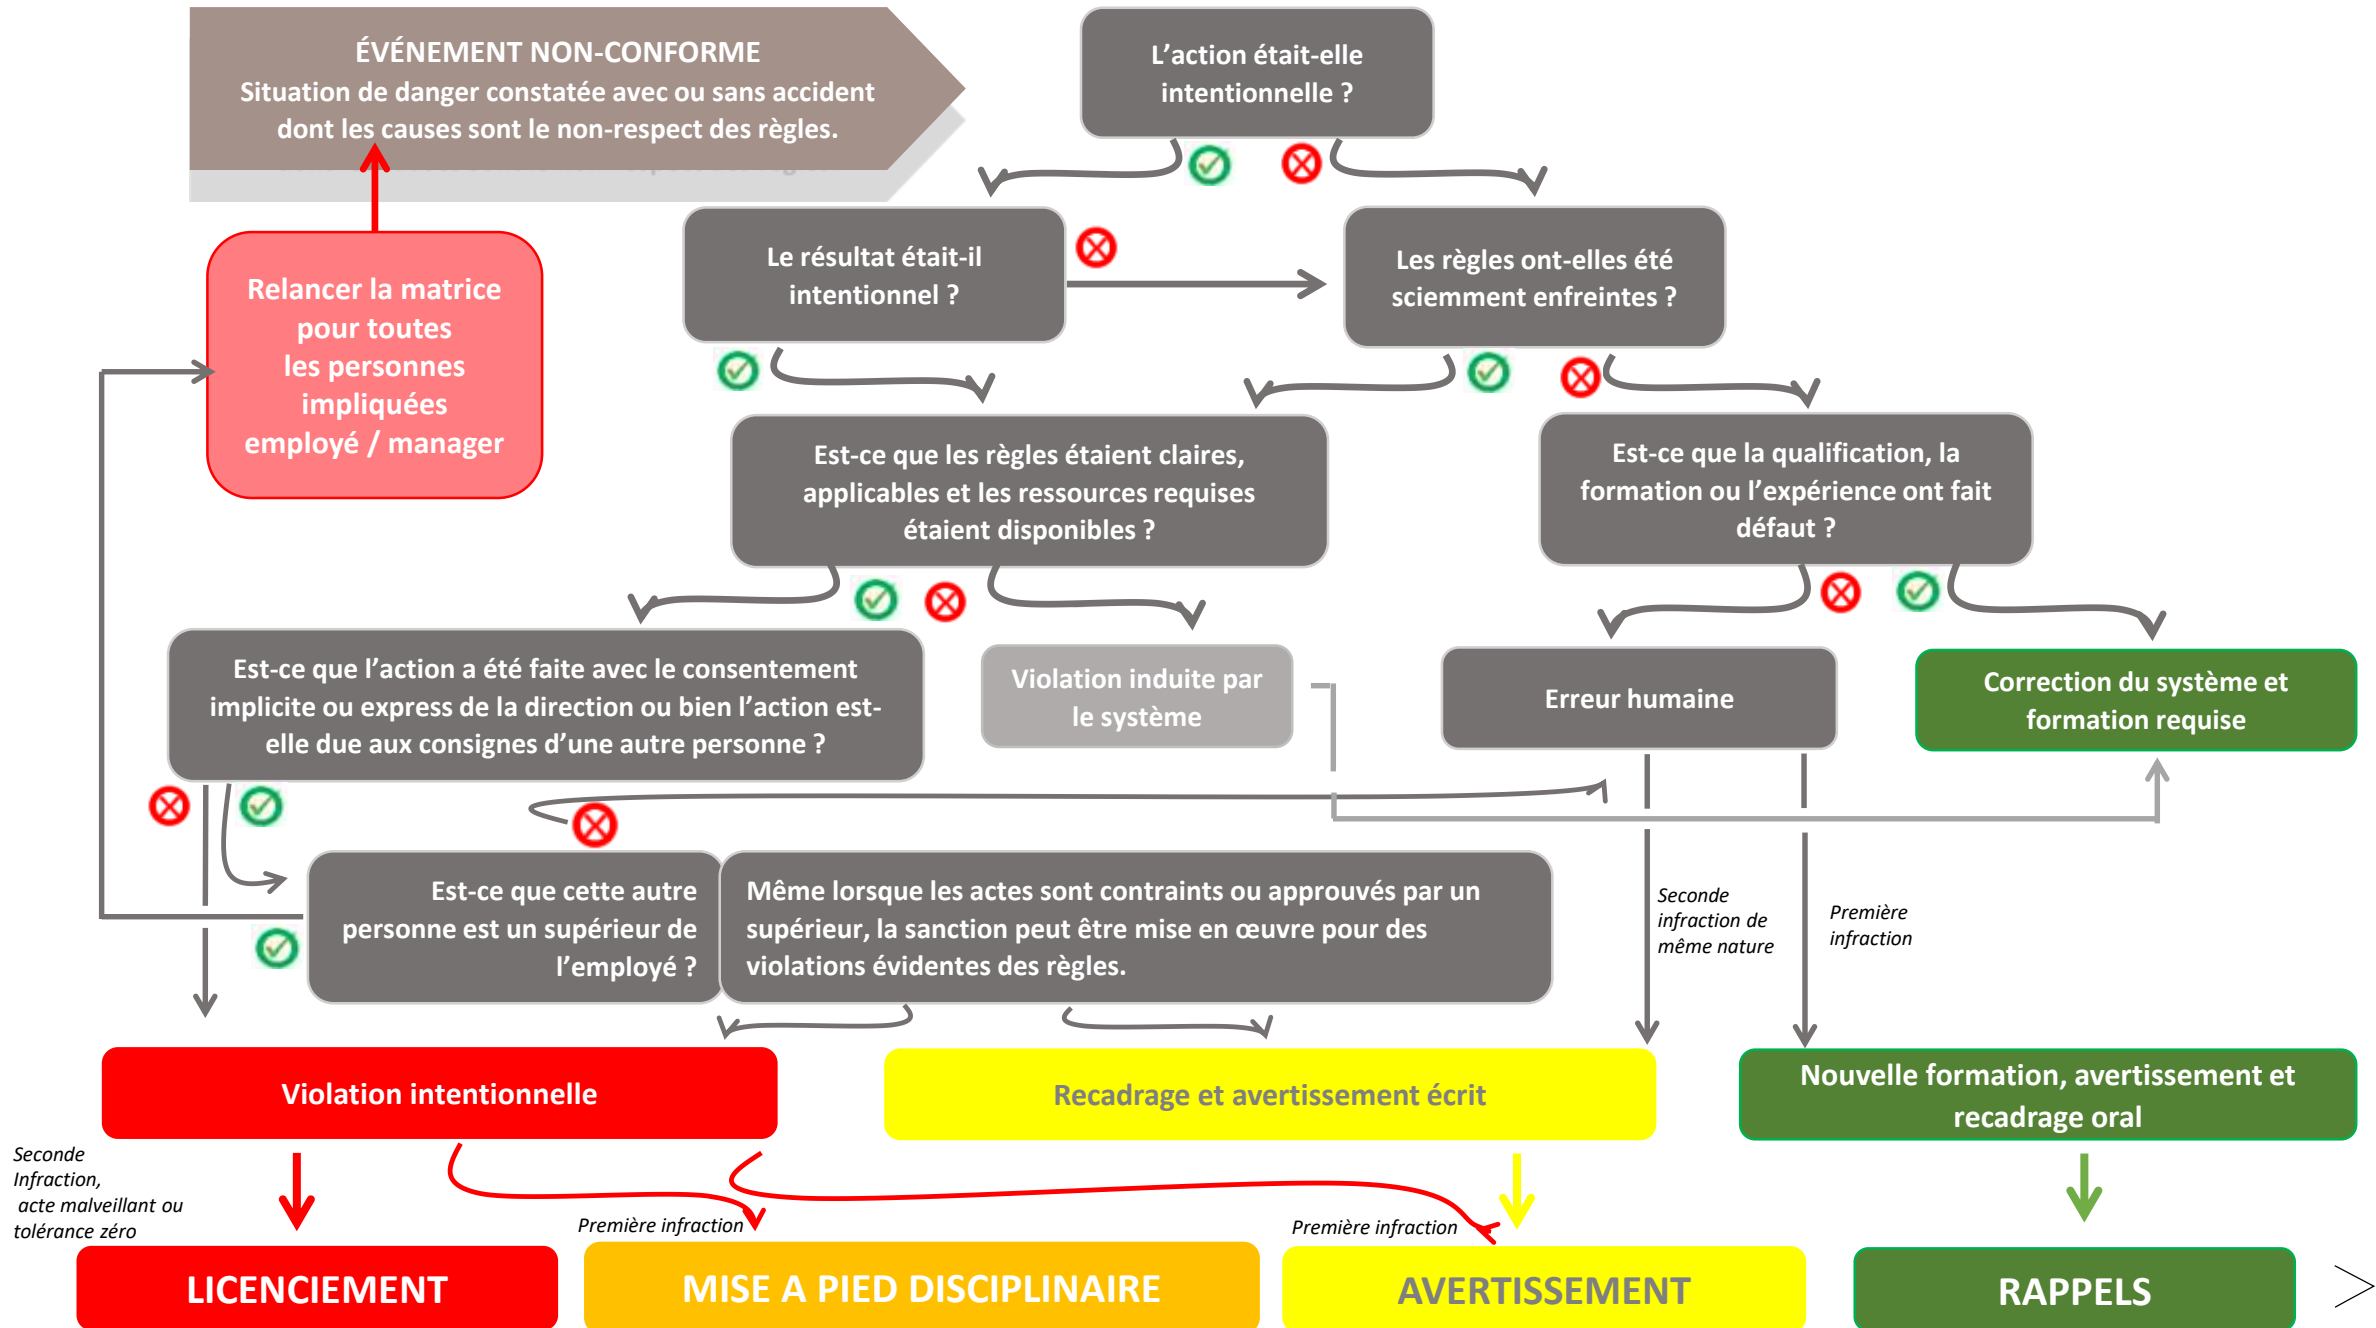 ÉVÉNEMENT NON-CONFORME
Situation de danger constatée avec ou sans accident
dont les causes sont le non-respect des règles.
L’action était-elle
intentionnelle ?
Relancer la matrice
pour toutes
les personnes
impliquées
employé / manager
Le résultat était-il
intentionnel ?
Les règles ont-elles été
sciemment enfreintes ?
Est-ce que les règles étaient claires,
applicables et les ressources requises
étaient disponibles ?
Est-ce que la qualification, la
formation ou l’expérience ont fait
défaut ?
Est-ce que l’action a été faite avec le consentement
implicite ou express de la direction ou bien l’action est-
elle due aux consignes d’une autre personne ?
Violation induite par
le système
Erreur humaine
Correction du système et
formation requise
Est-ce que cette autre
personne est un supérieur de
l’employé ?
Même lorsque les actes sont contraints ou approuvés par un
supérieur, la sanction peut être mise en œuvre pour des
violations évidentes des règles.
Seconde
infraction de
même nature
Première
infraction
Violation intentionnelle
Recadrage et avertissement écrit
Nouvelle formation, avertissement et
recadrage oral
Seconde
Infraction,
acte malveillant ou
tolérance zéro
Première infraction
Première infraction
LICENCIEMENT
MISE A PIED DISCIPLINAIRE
AVERTISSEMENT
RAPPELS